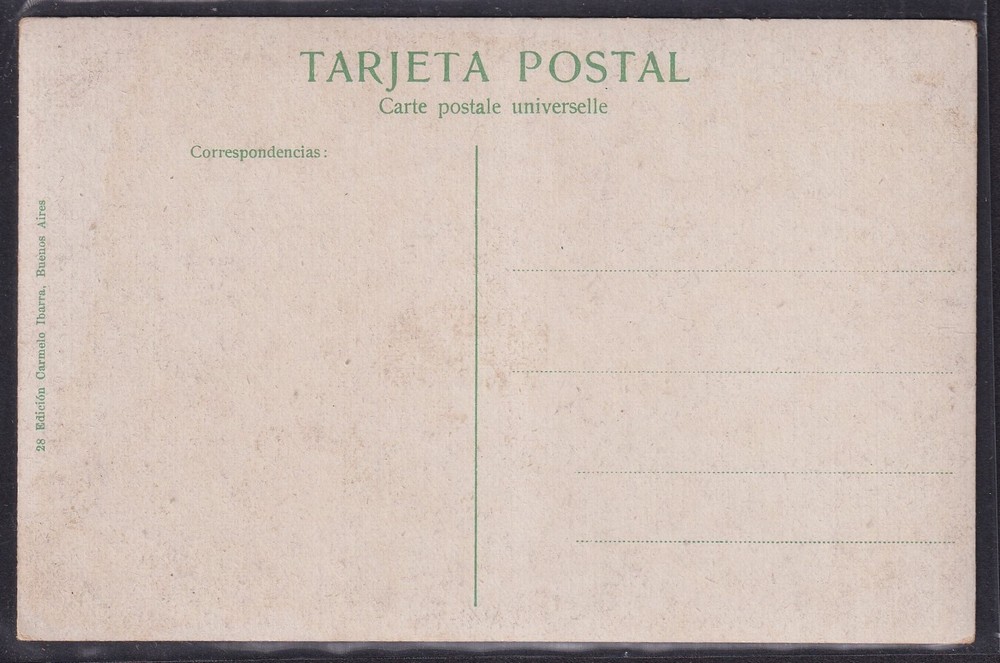 TARJETA POSTAL
Carte postale universelle
Correspondencias:
28 Edición Carmelo Ibarra, Buenos Aires